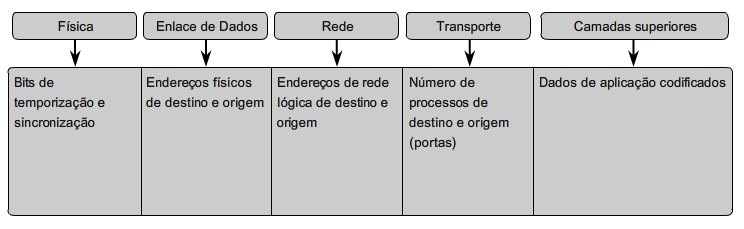 Física
Enlace de Dados
Rede
Transporte
Camadas superiores
Bits de
temporização e
sincronização
Endereços físicos
de destino e origem
Endereços de rede
lógica de destino e
origem
Número de
processos de
destino e origem
(portas)
Dados de aplicação codificados